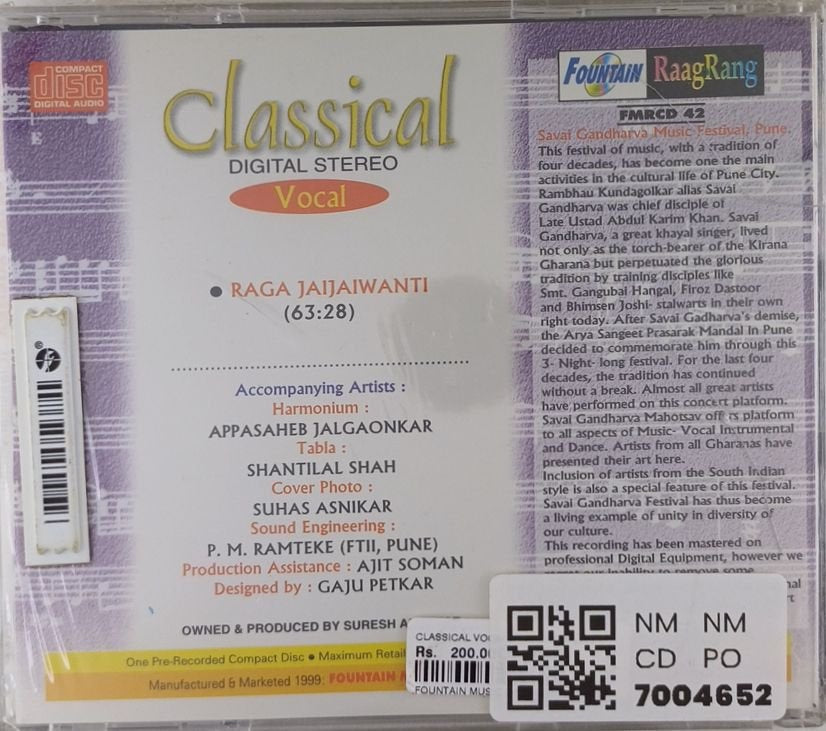 COMPACT
disc
DIGITAL AUDIO
Classical
DIGITAL STEREO
Vocal
RAGA JAIJAIWANTI
(63:28)
Accompanying Artists :
Harmonium :
APPASAHEB JALGAONKAR
Tabla :
SHANTILAL SHAH
Cover Photo :
SUHAS ASNIKAR
Sound Engineering :
P. M. RAMTEKE (FTII, PUNE)
Production Assistance : AJIT SOMAN
Designed by : GAJU PETKAR
OWNED & PRODUCED BY SURESH
One Pre-Recorded Compact Disc • Maximum Retail
Manufactured & Marketed 1999: FOUNTAIN
FOUNTAIN RaagRang
FMRCD 42
Savai Gandharva Music Festival, Pune.
This festival of music, with a tradition of
four decades, has become one the main
activities in the cultural life of Pune City.
Rambhau Kundagolkar alias Savai
Gandharva was chief disciple of
Late Ustad Abdul Karim Khan. Savai
Gandharva, a great khayal singer, lived
not only as the torch-bearer of the Kirana
Gharana but perpetuated the glorious
tradition by training disciples like
Smt. Gangubai Hangal, Firoz Dastoor
and Bhimsen Joshi- stalwarts in their own
right today. After Savai Gadharva's demise,
the Arya Sangeet Prasarak Mandal In Pune
decided to commemorate him through this
3- Night- long festival. For the last four
decades, the tradition has continued
without a break. Almost all great artists
have performed on this concert platform.
Savai Gandharva Mahotsav off rs platform
to all aspects of Music- Vocal Instrumental
and Dance. Artists from all Gharanas have
presented their art here.
Inclusion of artists from the South Indian
style is also a special feature of this festival.
Savai Gandharva Festival has thus become
a living example of unity in diversity of
our culture.
This recording has been mastered on
professional Digital Equipment, however we
regret our inability to remove some
CLASSICAL VOC
Rs. 200.00
FOUNTAIN MUS
NM NM
CD PO
7004652